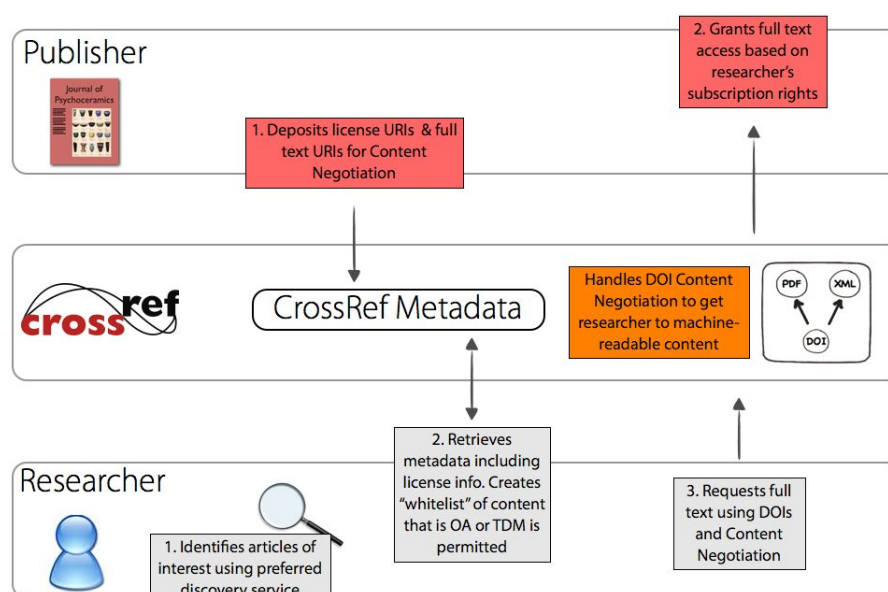 Publisher
Journal of
Psychoceramics
1. Deposits license URIs & full
text URIs for Content
Negotiation
2. Grants full text
access based on
researcher's
subscription rights
crossref
CrossRef Metadata
Handles DOI Content
Negotiation to get
researcher to machine-
readable content
PDF
XML
DOI
Researcher
1. Identifies articles of
interest using preferred
discovery service
2. Retrieves
metadata including
license info. Creates
“whitelist” of content
that is OA or TDM is
permitted
3. Requests full
text using DOIs
and Content
Negotiation